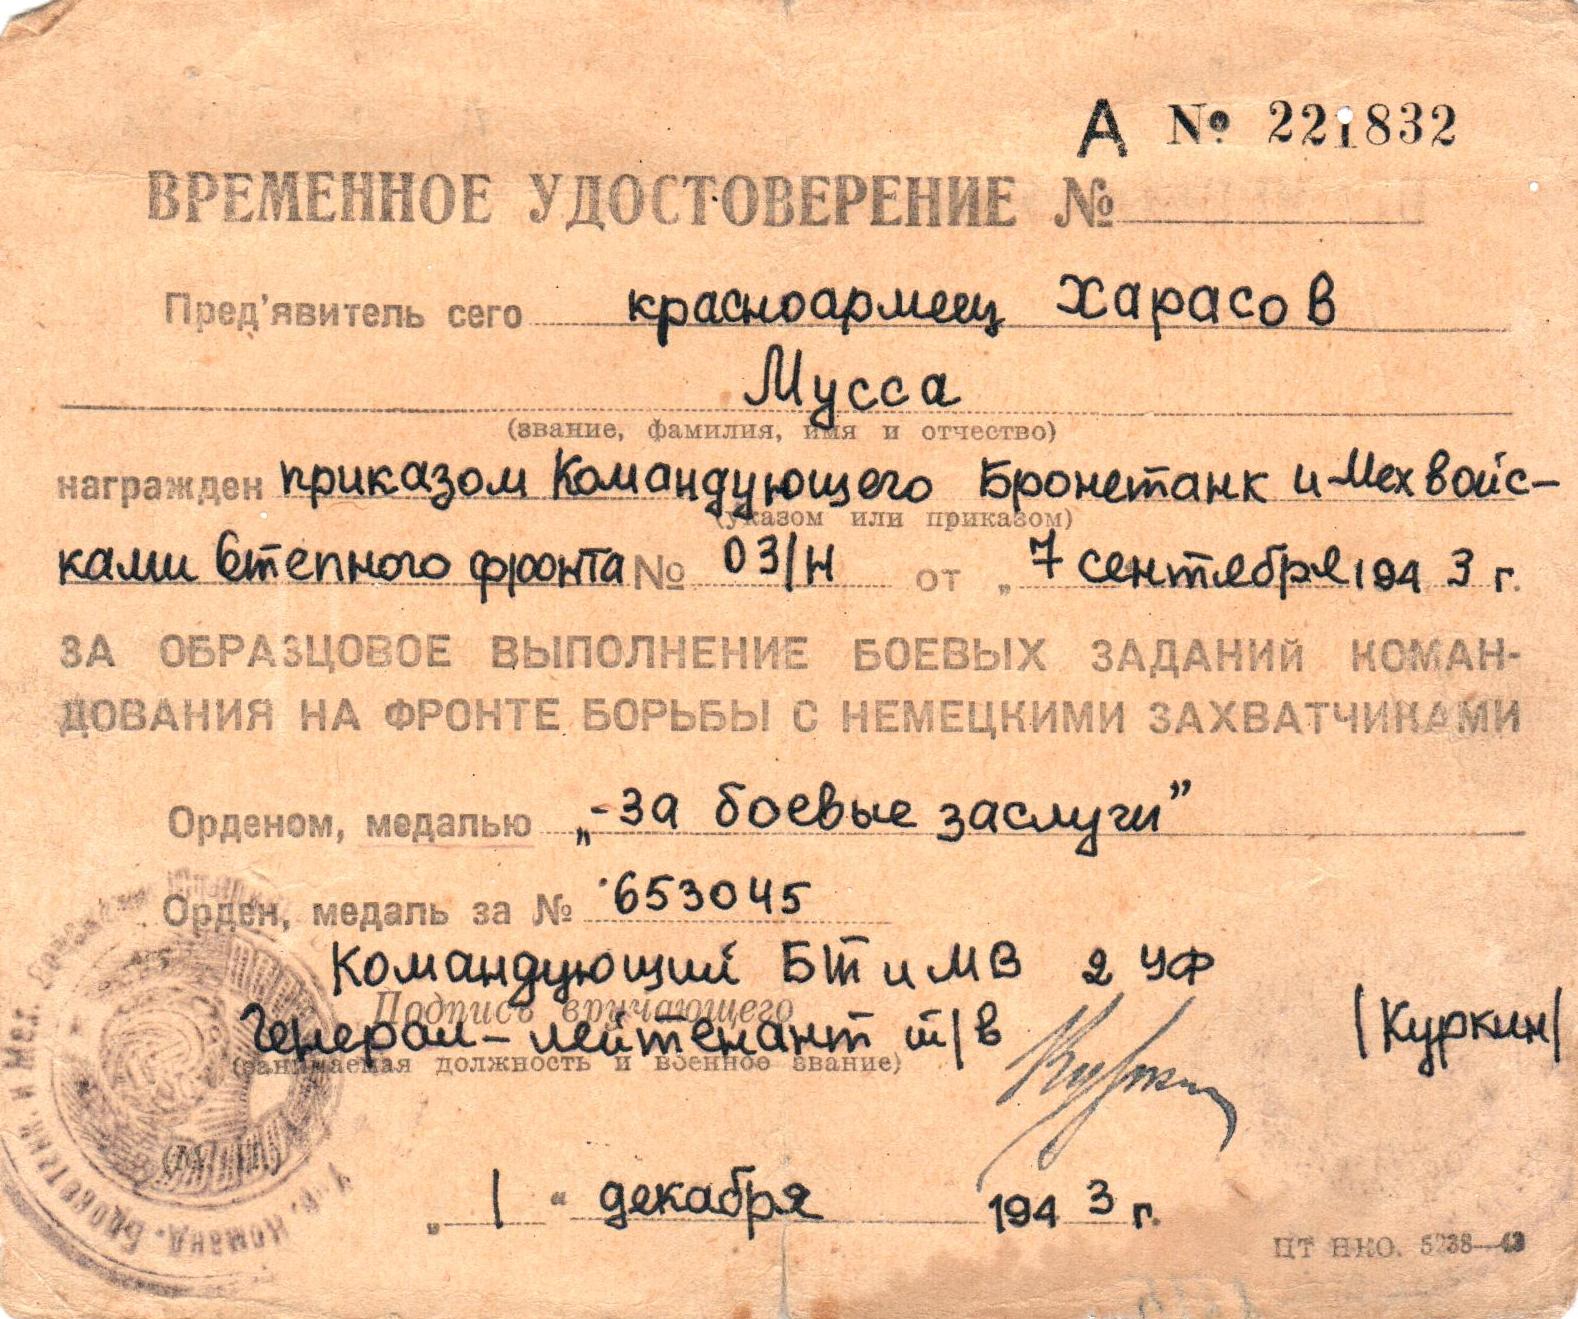 А № 221832
ВРЕМЕННОЕ УДОСТОВЕРЕНИЕ №
Пред'явитель сего красноармеец Харасов
Мусса
(звание, фамилия, имя и отчество)
награжден приказом Командующего Бронетанк и Мехвойс-
(указом или приказом)
ками Степного фронта № 03/н от „ 7 сентября 1943 г.
ЗА ОБРАЗЦОВОЕ ВЫПОЛНЕНИЕ БОЕВЫХ ЗАДАНИЙ КОМАН-
ДОВАНИЯ НА ФРОНТЕ БОРЬБЫ С НЕМЕЦКИМИ ЗАХВАТЧИКАМИ
Орденом, медалью „-За боевые заслуги”
Орден, медаль за № 653045
Командующий БТ и МВ 2 УФ
Подпись вручающего
Генерал-лейтенант т/в /Куркин/
(занимаемая должность и военное звание)
„ 1 “ декабря 1943 г.
ЦТ НКО. 5238—43